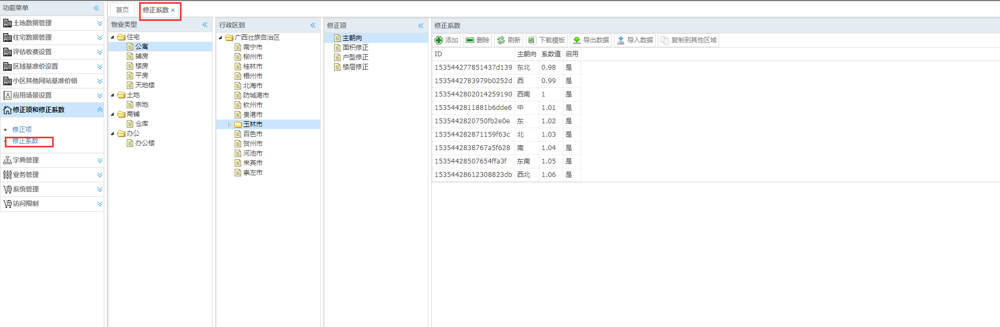 功能菜单
土地数据管理
住宅数据管理
评估收费设置
区域基准价设置
小区其他网站基准价格
应用场景设置
修正项和修正系数
修正项
修正系数
字典管理
业务管理
系统管理
访问限制
首页 修正系数 ×
物业类型
住宅
公寓
辅房
楼房
平房
天地楼
土地
宗地
商铺
仓库
办公
办公楼
行政区划
广西壮族自治区
南宁市
柳州市
桂林市
梧州市
北海市
防城港市
钦州市
贵港市
玉林市
百色市
贺州市
河池市
来宾市
崇左市
修正项
主朝向
面积修正
户型修正
楼层修正
修正系数
添加 删除 刷新 下载模板 导出数据 导入数据 复制到其他区域
ID 主朝向 系数值 启用
153544277851437d139 东北 0.98 是
1535442783979b0252d 西 0.99 是
1535442802014259190 西南 1 是
1535442811881b6dde6 中 1.01 是
1535442820750fb2e0e 东 1.02 是
153544282871159f63c 北 1.03 是
1535442838767a5f628 南 1.04 是
15354428507654ffa3f 东南 1.05 是
15354428612308823db 西北 1.06 是